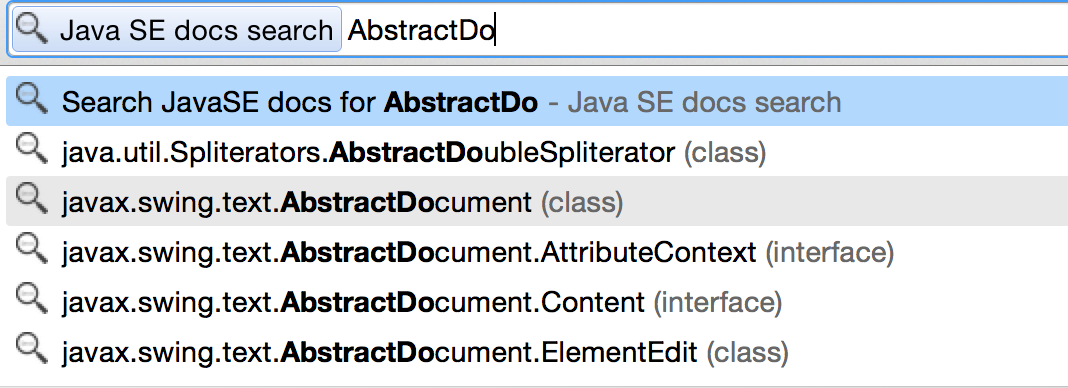 Java SE docs search AbstractDo
Search JavaSE docs for AbstractDo - Java SE docs search
java.util.Spliterators.AbstractDoubleSpliterator (class)
javax.swing.text.AbstractDocument (class)
javax.swing.text.AbstractDocument.AttributeContext (interface)
javax.swing.text.AbstractDocument.Content (interface)
javax.swing.text.AbstractDocument.ElementEdit (class)